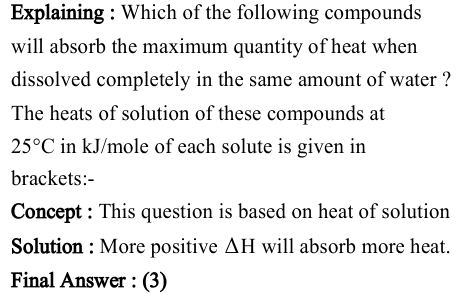 Explaining : Which of the following compounds
will absorb the maximum quantity of heat when
dissolved completely in the same amount of water ?
The heats of solution of these compounds at
25°C in kJ/mole of each solute is given in
brackets:-
Concept : This question is based on heat of solution
Solution : More positive ΔH will absorb more heat.
Final Answer : (3)